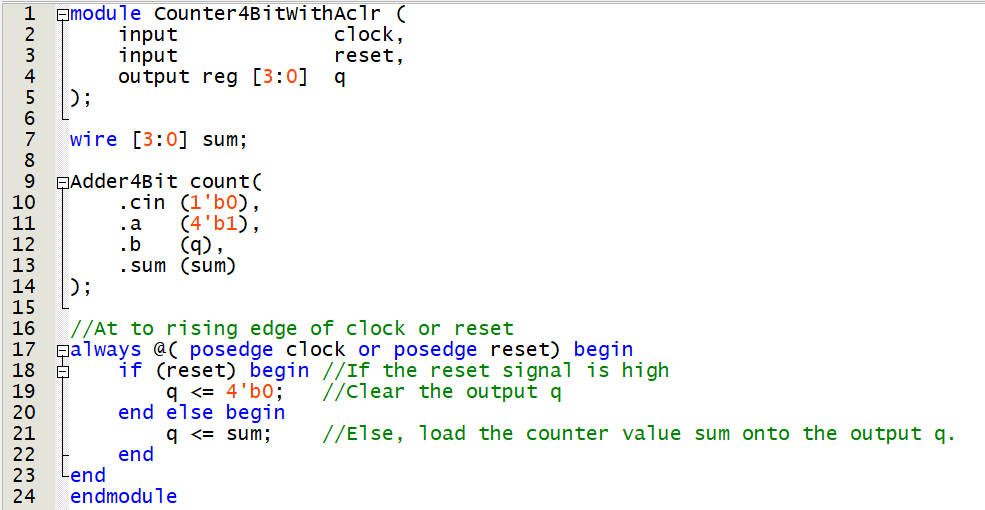 1 module Counter4BitWithAclr (
2     input             clock,
3     input             reset,
4     output reg [3:0]  q
5 );
6
7 wire [3:0] sum;
8
9 Adder4Bit count(
10     .cin (1'b0),
11     .a   (4'b1),
12     .b   (q),
13     .sum (sum)
14 );
15
16 //At to rising edge of clock or reset
17 always @( posedge clock or posedge reset) begin
18     if (reset) begin //If the reset signal is high
19         q <= 4'b0;   //Clear the output q
20     end else begin
21         q <= sum;    //Else, load the counter value sum onto the output q.
22     end
23 end
24 endmodule